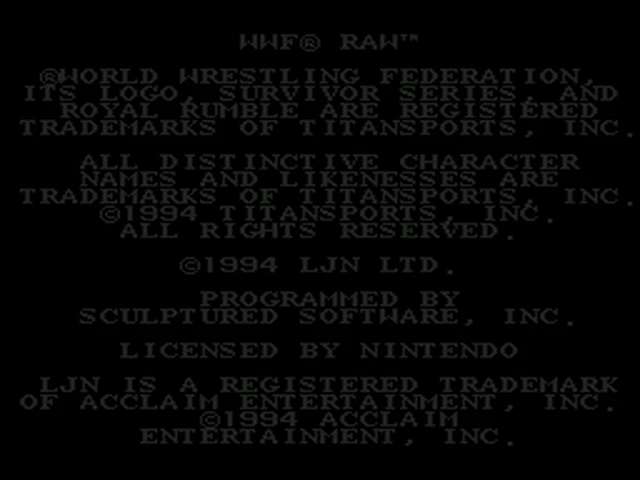 WWF® RAW™
®WORLD WRESTLING FEDERATION,
ITS LOGO, SURVIVOR SERIES, AND
ROYAL RUMBLE ARE REGISTERED
TRADEMARKS OF TITANSPORTS, INC.
ALL DISTINCTIVE CHARACTER
NAMES AND LIKENESSES ARE
TRADEMARKS OF TITANSPORTS, INC.
©1994 TITANSPORTS, INC.
ALL RIGHTS RESERVED.
©1994 LJN LTD.
PROGRAMMED BY
SCULPTURED SOFTWARE, INC.
LICENSED BY NINTENDO
LJN IS A REGISTERED TRADEMARK
OF ACCLAIM ENTERTAINMENT, INC.
©1994 ACCLAIM
ENTERTAINMENT, INC.